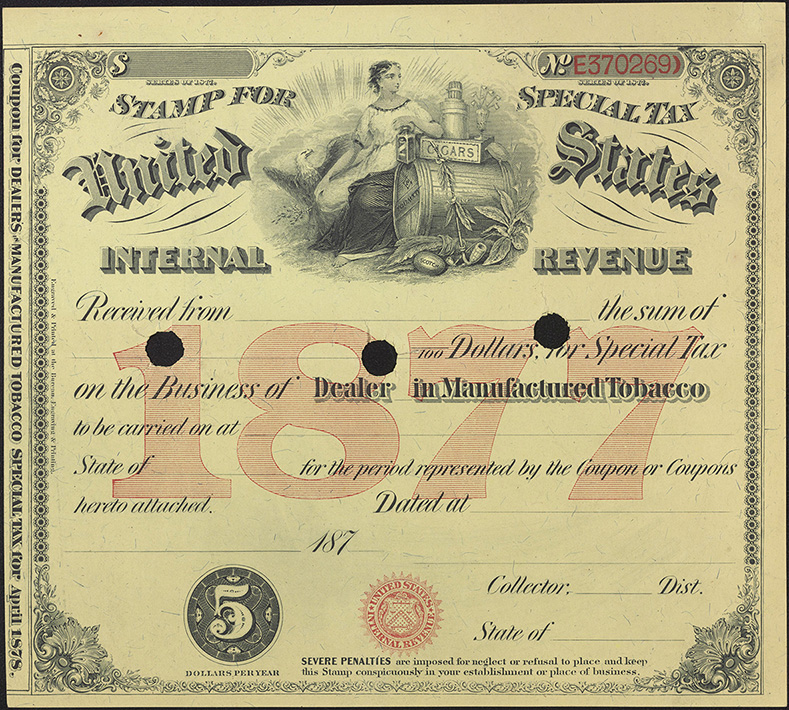 $
No E370269)
SERIES OF 1877.
SERIES OF 1877.
STAMP FOR
SPECIAL TAX
United
States
CIGARS
SCOTCH
INTERNAL
REVENUE
Received from the sum of
1877
100 Dollars, for Special Tax
on the Business of Dealer in Manufactured Tobacco
to be carried on at
State of for the period represented by the Coupon or Coupons
hereto attached. Dated at
187
5
DOLLARS PER YEAR
UNITED STATES
INTERNAL REVENUE
Collector, Dist.
State of
SEVERE PENALTIES are imposed for neglect or refusal to place and keep
this Stamp conspicuously in your establishment or place of business.
Coupon for DEALERS in MANUFACTURED TOBACCO SPECIAL TAX for April 1878.
Engraved & Printed at the Bureau, Engraving & Printing.
4